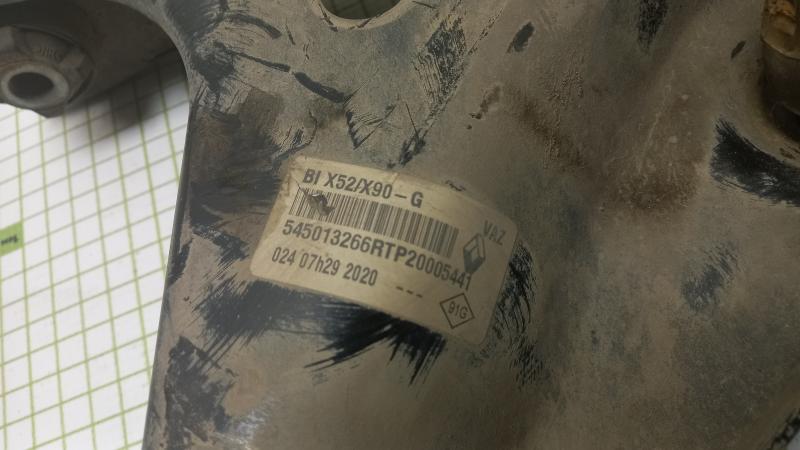 BI X52/X90-G
VAZ
545013266RTP20005441
024 07h29 2020 ---
91G